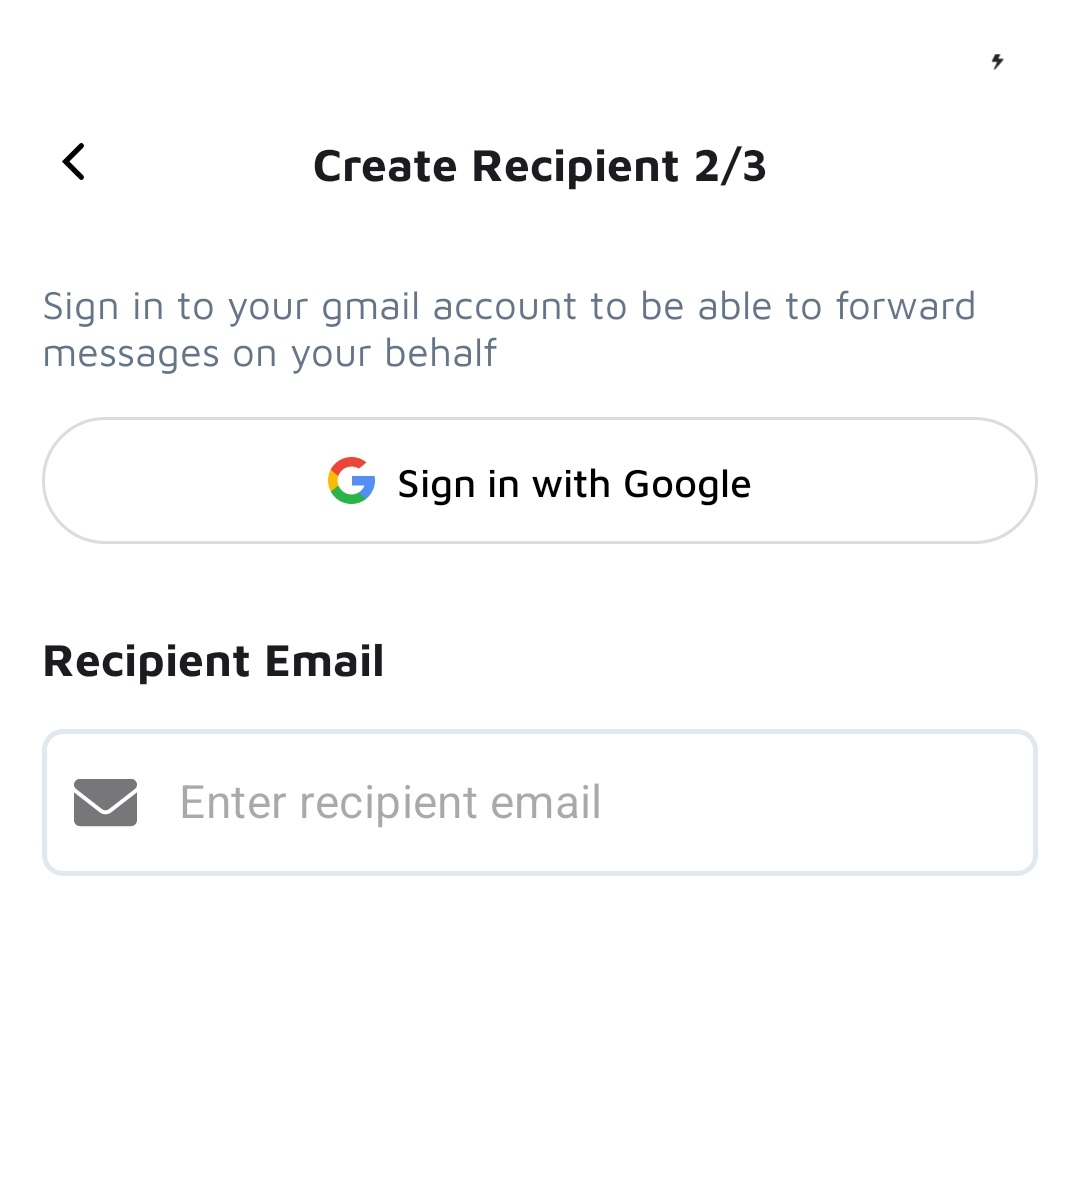 Create Recipient 2/3
Sign in to your gmail account to be able to forward
messages on your behalf
Sign in with Google
Recipient Email
Enter recipient email